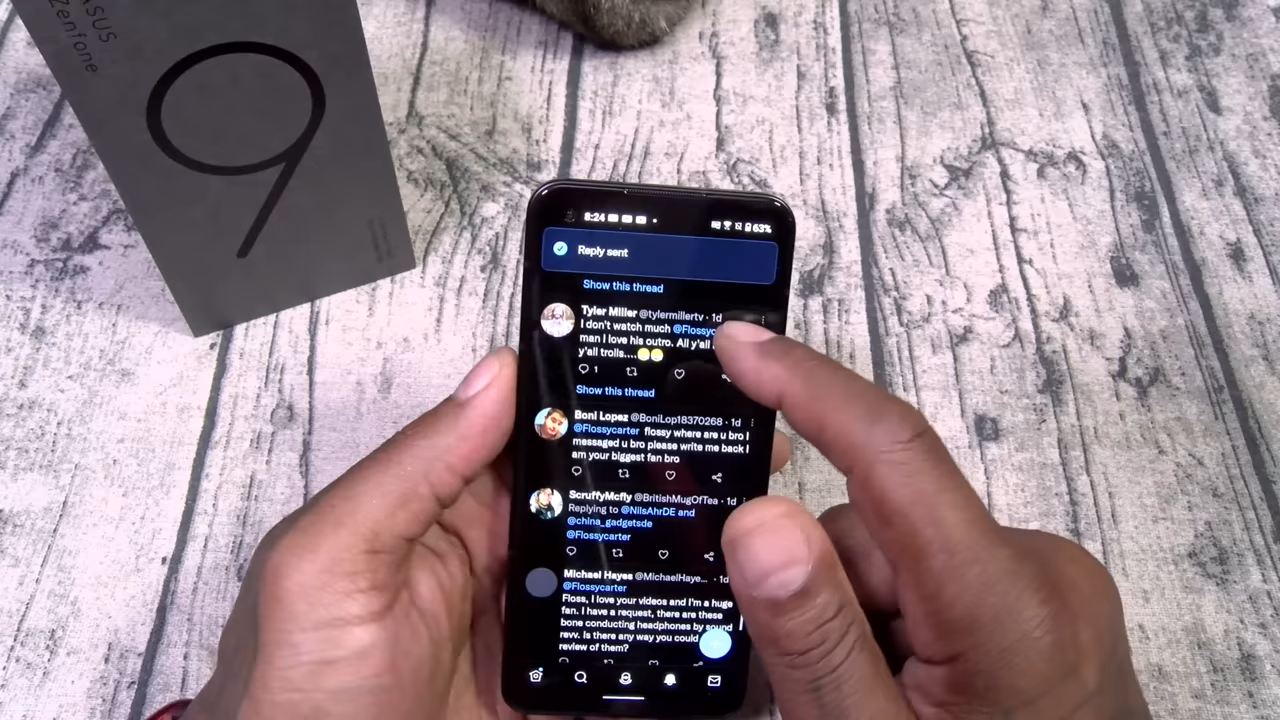 ASUS
Zenfone
9
8:24
63%
Reply sent
Show this thread
Tyler Miller @tylermillertv · 1d
I don't watch much @Flossyc
man I love his outro. All y'all
y'all trolls....
1
Show this thread
Boni Lopez @BoniLop18370268 · 1d
@Flossycarter flossy where are u bro I
messaged u bro please write me back I
am your biggest fan bro
ScruffyMcfly @BritishMugOfTea · 1d
Replying to @NilsAhrDE and
@china_gadgetsde
@Flossycarter
Michael Hayes @MichaelHaye... · 1d
@Flossycarter
Floss, I love your videos and I'm a huge
fan. I have a request, there are these
bone conducting headphones by sound
revv. Is there any way you could
review of them?